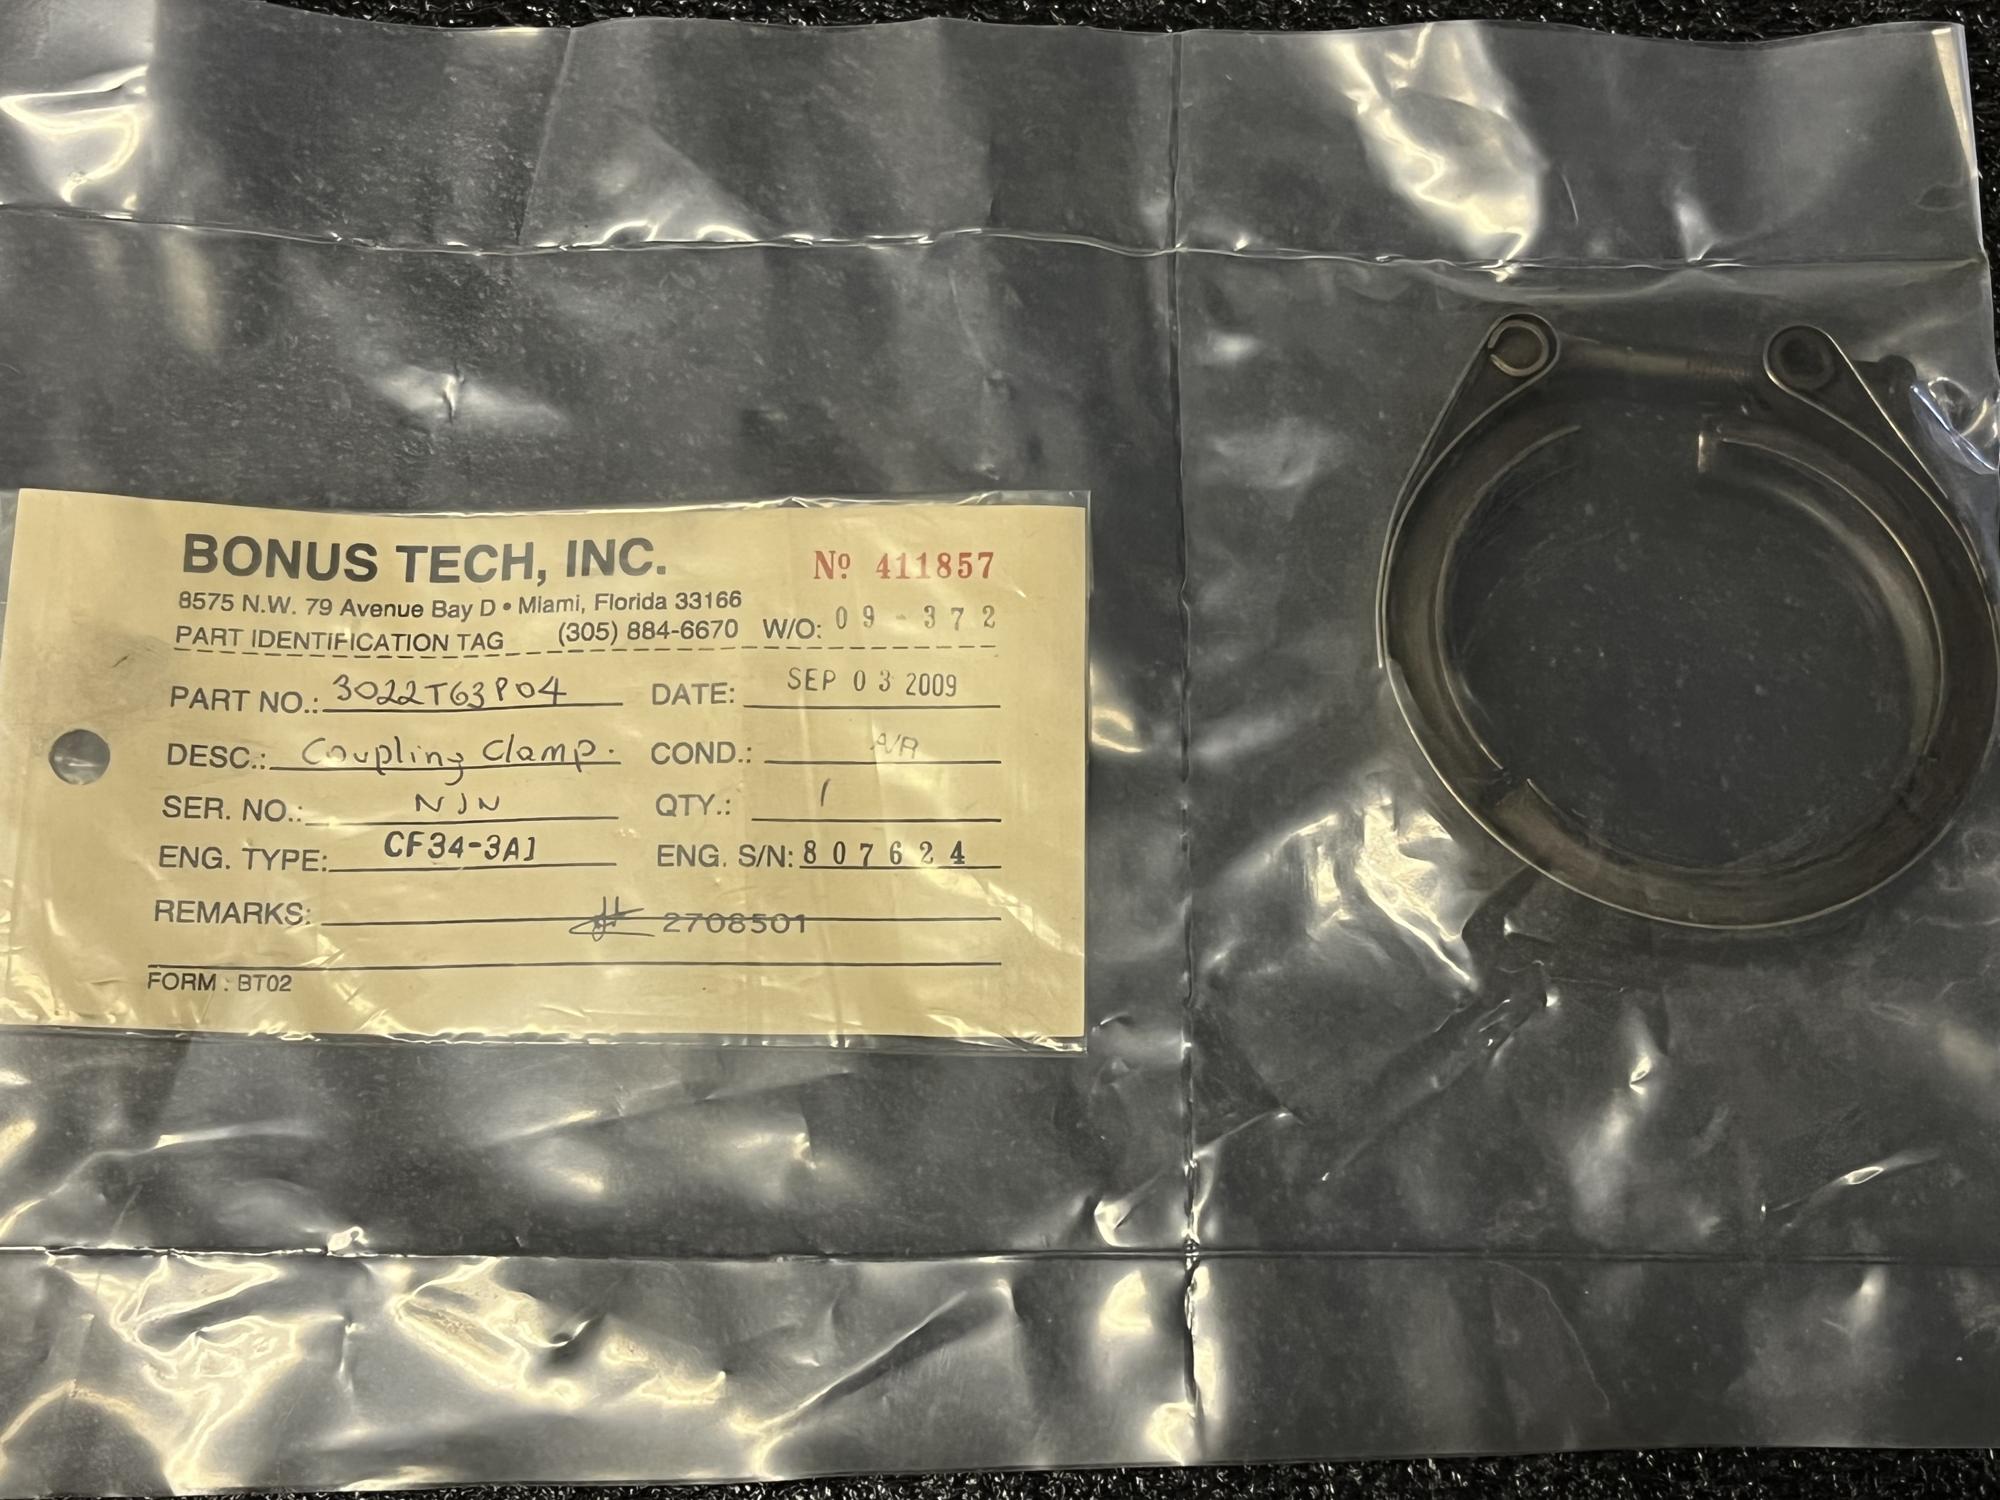 BONUS TECH, INC. Nº 411857
8575 N.W. 79 Avenue Bay D • Miami, Florida 33166
PART IDENTIFICATION TAG (305) 884-6670 W/O: 09-372
PART NO.: 3022T63P04 DATE: SEP 03 2009
DESC.: Coupling Clamp. COND.: A/R
SER. NO.: NJN QTY.: 1
ENG. TYPE: CF34-3A1 ENG. S/N: 807624
REMARKS: 2708501
FORM : BT02